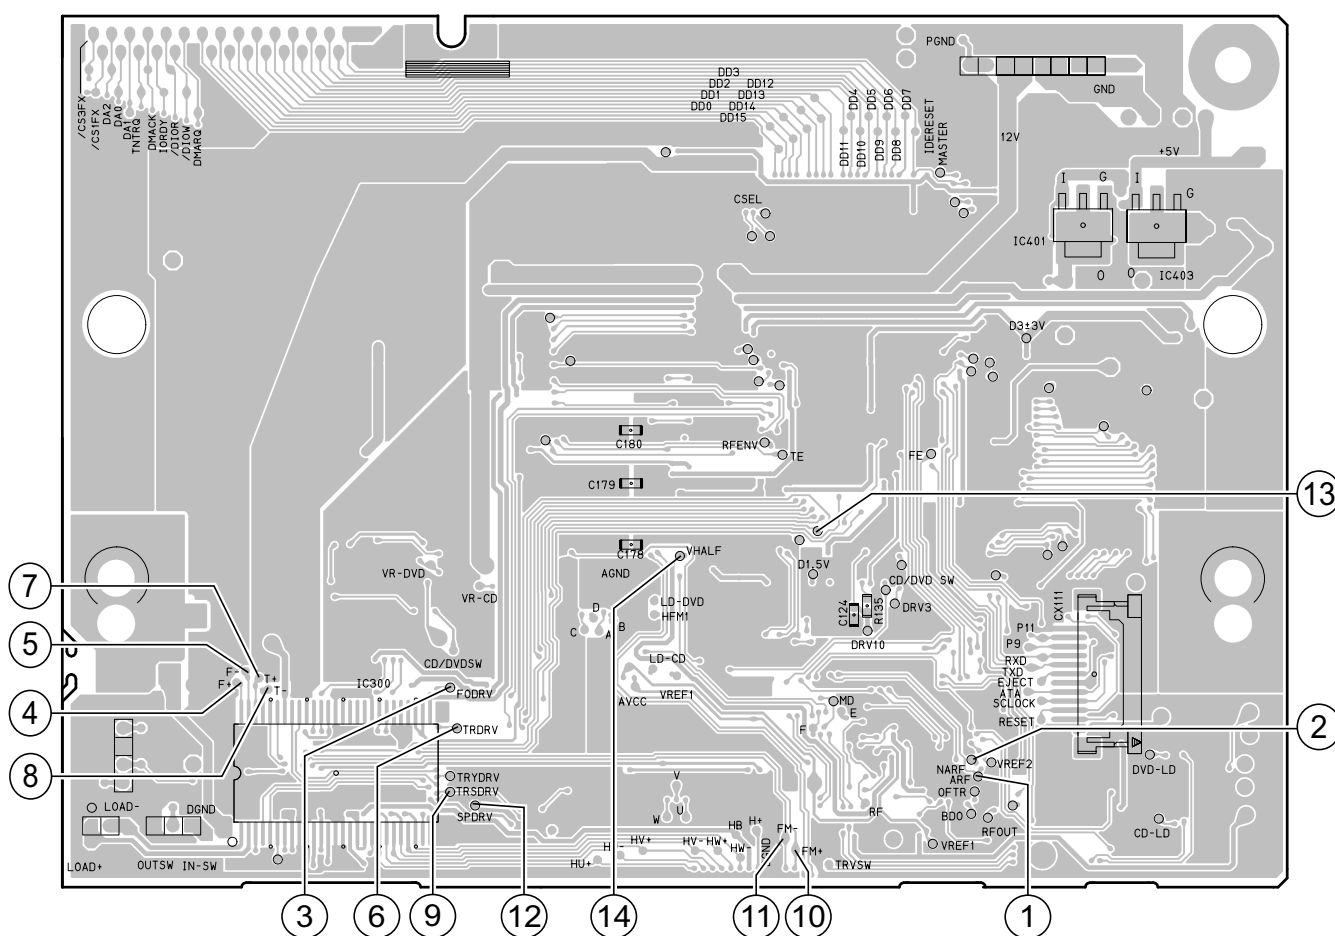 /CS3FX
/CS1FX
DA2
DA0
DA1
TNTRQ
DMACK
IORDY
/DIOR
/DIOW
DMARQ
DD3
DD2 DD12
DD1 DD13
DD0 DD14
DD15
DD4
DD5
DD6
DD7
DD11
DD10
DD9
DD8
IDERESET
MASTER
PGND
GND
12V
+5V
I G I G
IC401
O O
IC403
CSEL
D3±3V
C180
RFENV
TE
FE
C179
13
C178
VHALF
VR-DVD
AGND
D1.5V
CD/DVD SW
VR-CD
LD-DVD
HFM1
D
C B
A
C124
R135
DRV3
DRV10
CX111
P11
P9
RXD
TXD
EJECT
ATA
SCLOCK
RESET
7
5
4
8
F-
F+
T+
T-
IC300
CD/DVDSW
FODRV
LD-CD
VREF1
AVCC
MD
E
F
TRDRV
2
TRYDRV
TRSDRV
SPDRV
V
U
W
NARF
VREF2
ARF
OFTR
RF
BDO
RFOUT
VREF1
DVD-LD
CD-LD
LOAD-
DGND
LOAD+
OUTSW
IN-SW
HU+
HV+
HV-
HW+
HW-
HB
H+
FM-
FM+
TRVSW
3
6
9
12
14
11
10
1